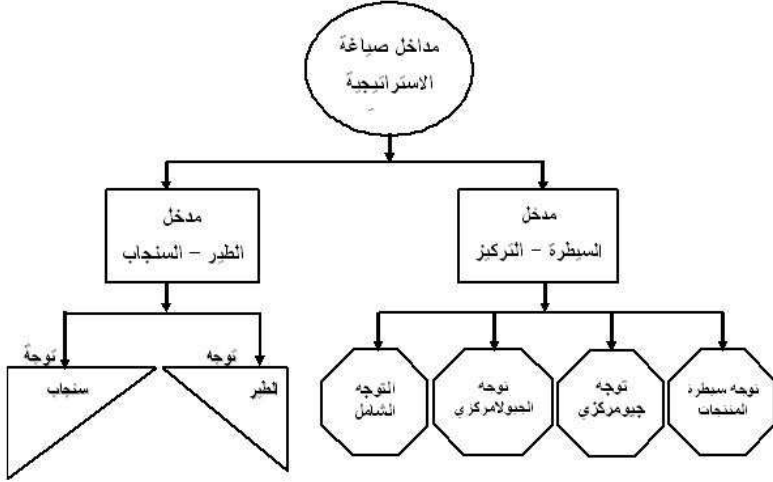 مداخل صياغة
الاستراتيجية
مدخل
السيطرة - التركيز
مدخل
الطير - السنجاب
توجه سيطرة
المنتجات
توجه
جيومركزي
توجه
الجيولامركزي
التوجه
الشامل
توجه
الطير
توجة
سنجاب